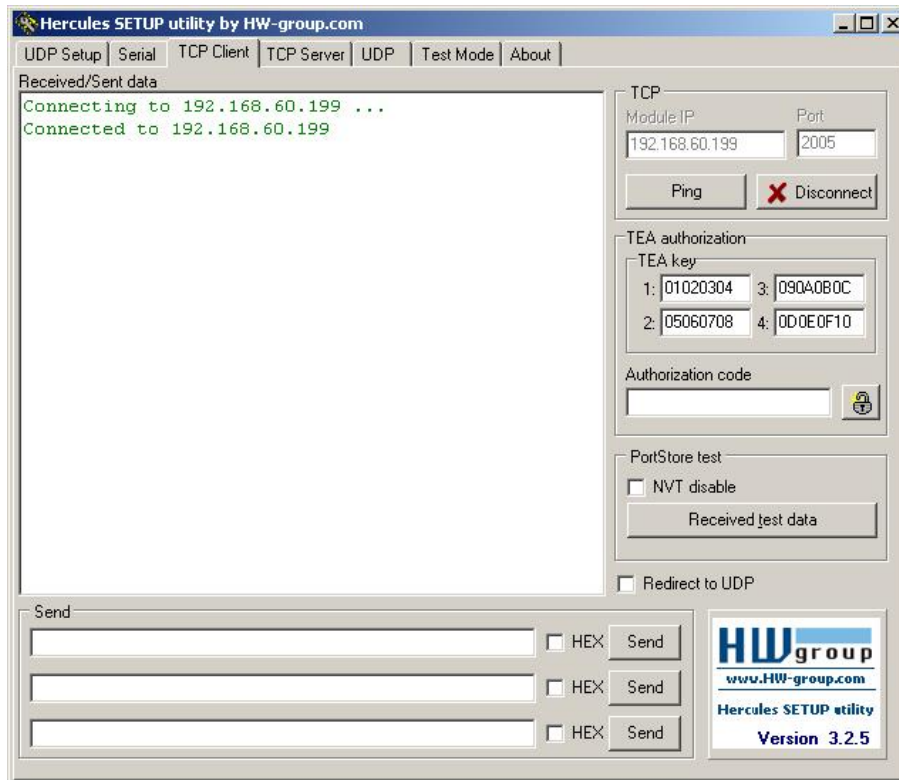 Hercules SETUP utility by HW-group.com
UDP Setup Serial TCP Client TCP Server UDP Test Mode About
Received/Sent data
Connecting to 192.168.60.199 ...
Connected to 192.168.60.199
TCP
Module IP Port
192.168.60.199 2005
Ping Disconnect
TEA authorization
TEA key
1: 01020304 3: 090A0B0C
2: 05060708 4: 0D0E0F10
Authorization code
PortStore test
NVT disable
Received test data
Redirect to UDP
Send
HEX Send
HEX Send
HEX Send
HW group
www.HW-group.com
Hercules SETUP utility
Version 3.2.5